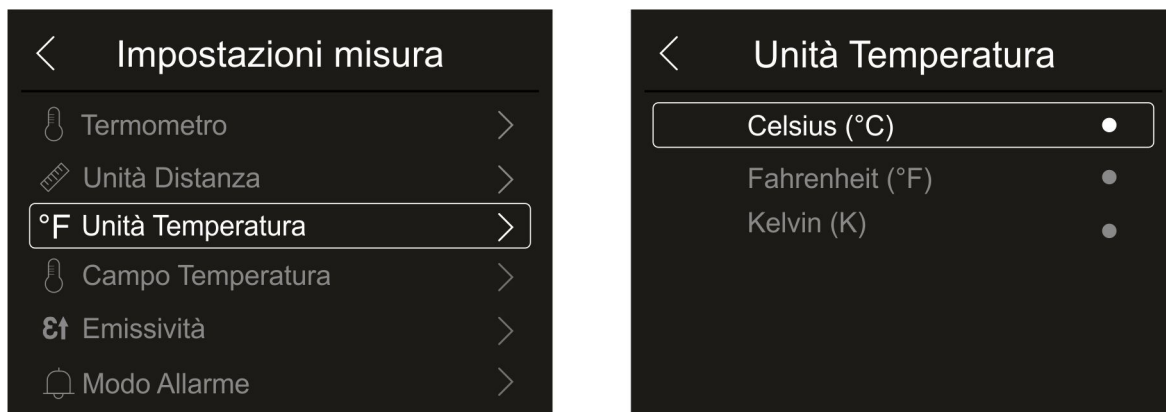 Impostazioni misura
Termometro
Unità Distanza
°F Unità Temperatura
Campo Temperatura
Ɛ↑ Emissività
Modo Allarme
Unità Temperatura
Celsius (°C)
Fahrenheit (°F)
Kelvin (K)